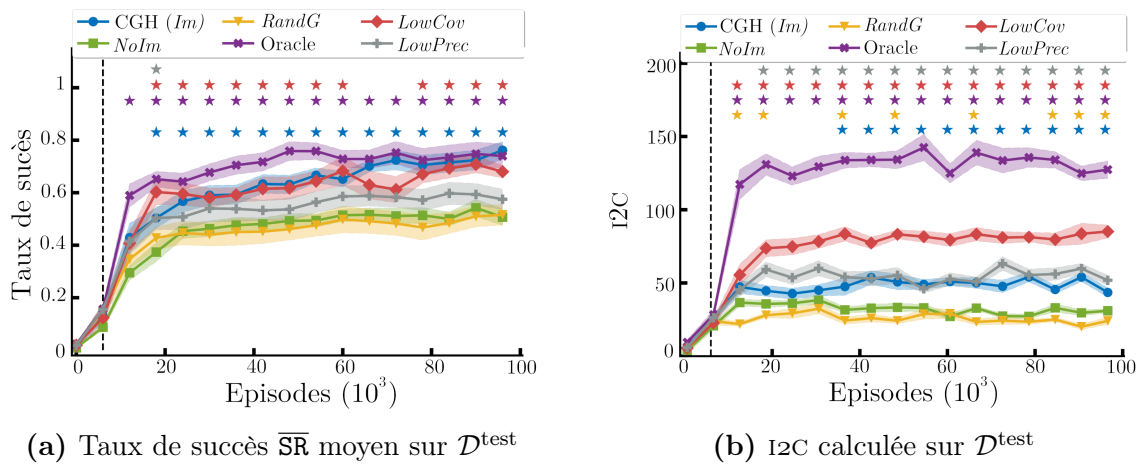 CGH (Im) RandG LowCov
NoIm Oracle LowPrec
Taux de sucès
1
0.8
0.6
0.4
0.2
0
0 20 40 60 80 100
Episodes (10³)
(a) Taux de succès SR moyen sur D^test
CGH (Im) RandG LowCov
NoIm Oracle LowPrec
I2C
200
150
100
50
0
0 20 40 60 80 100
Episodes (10³)
(b) I2C calculée sur D^test